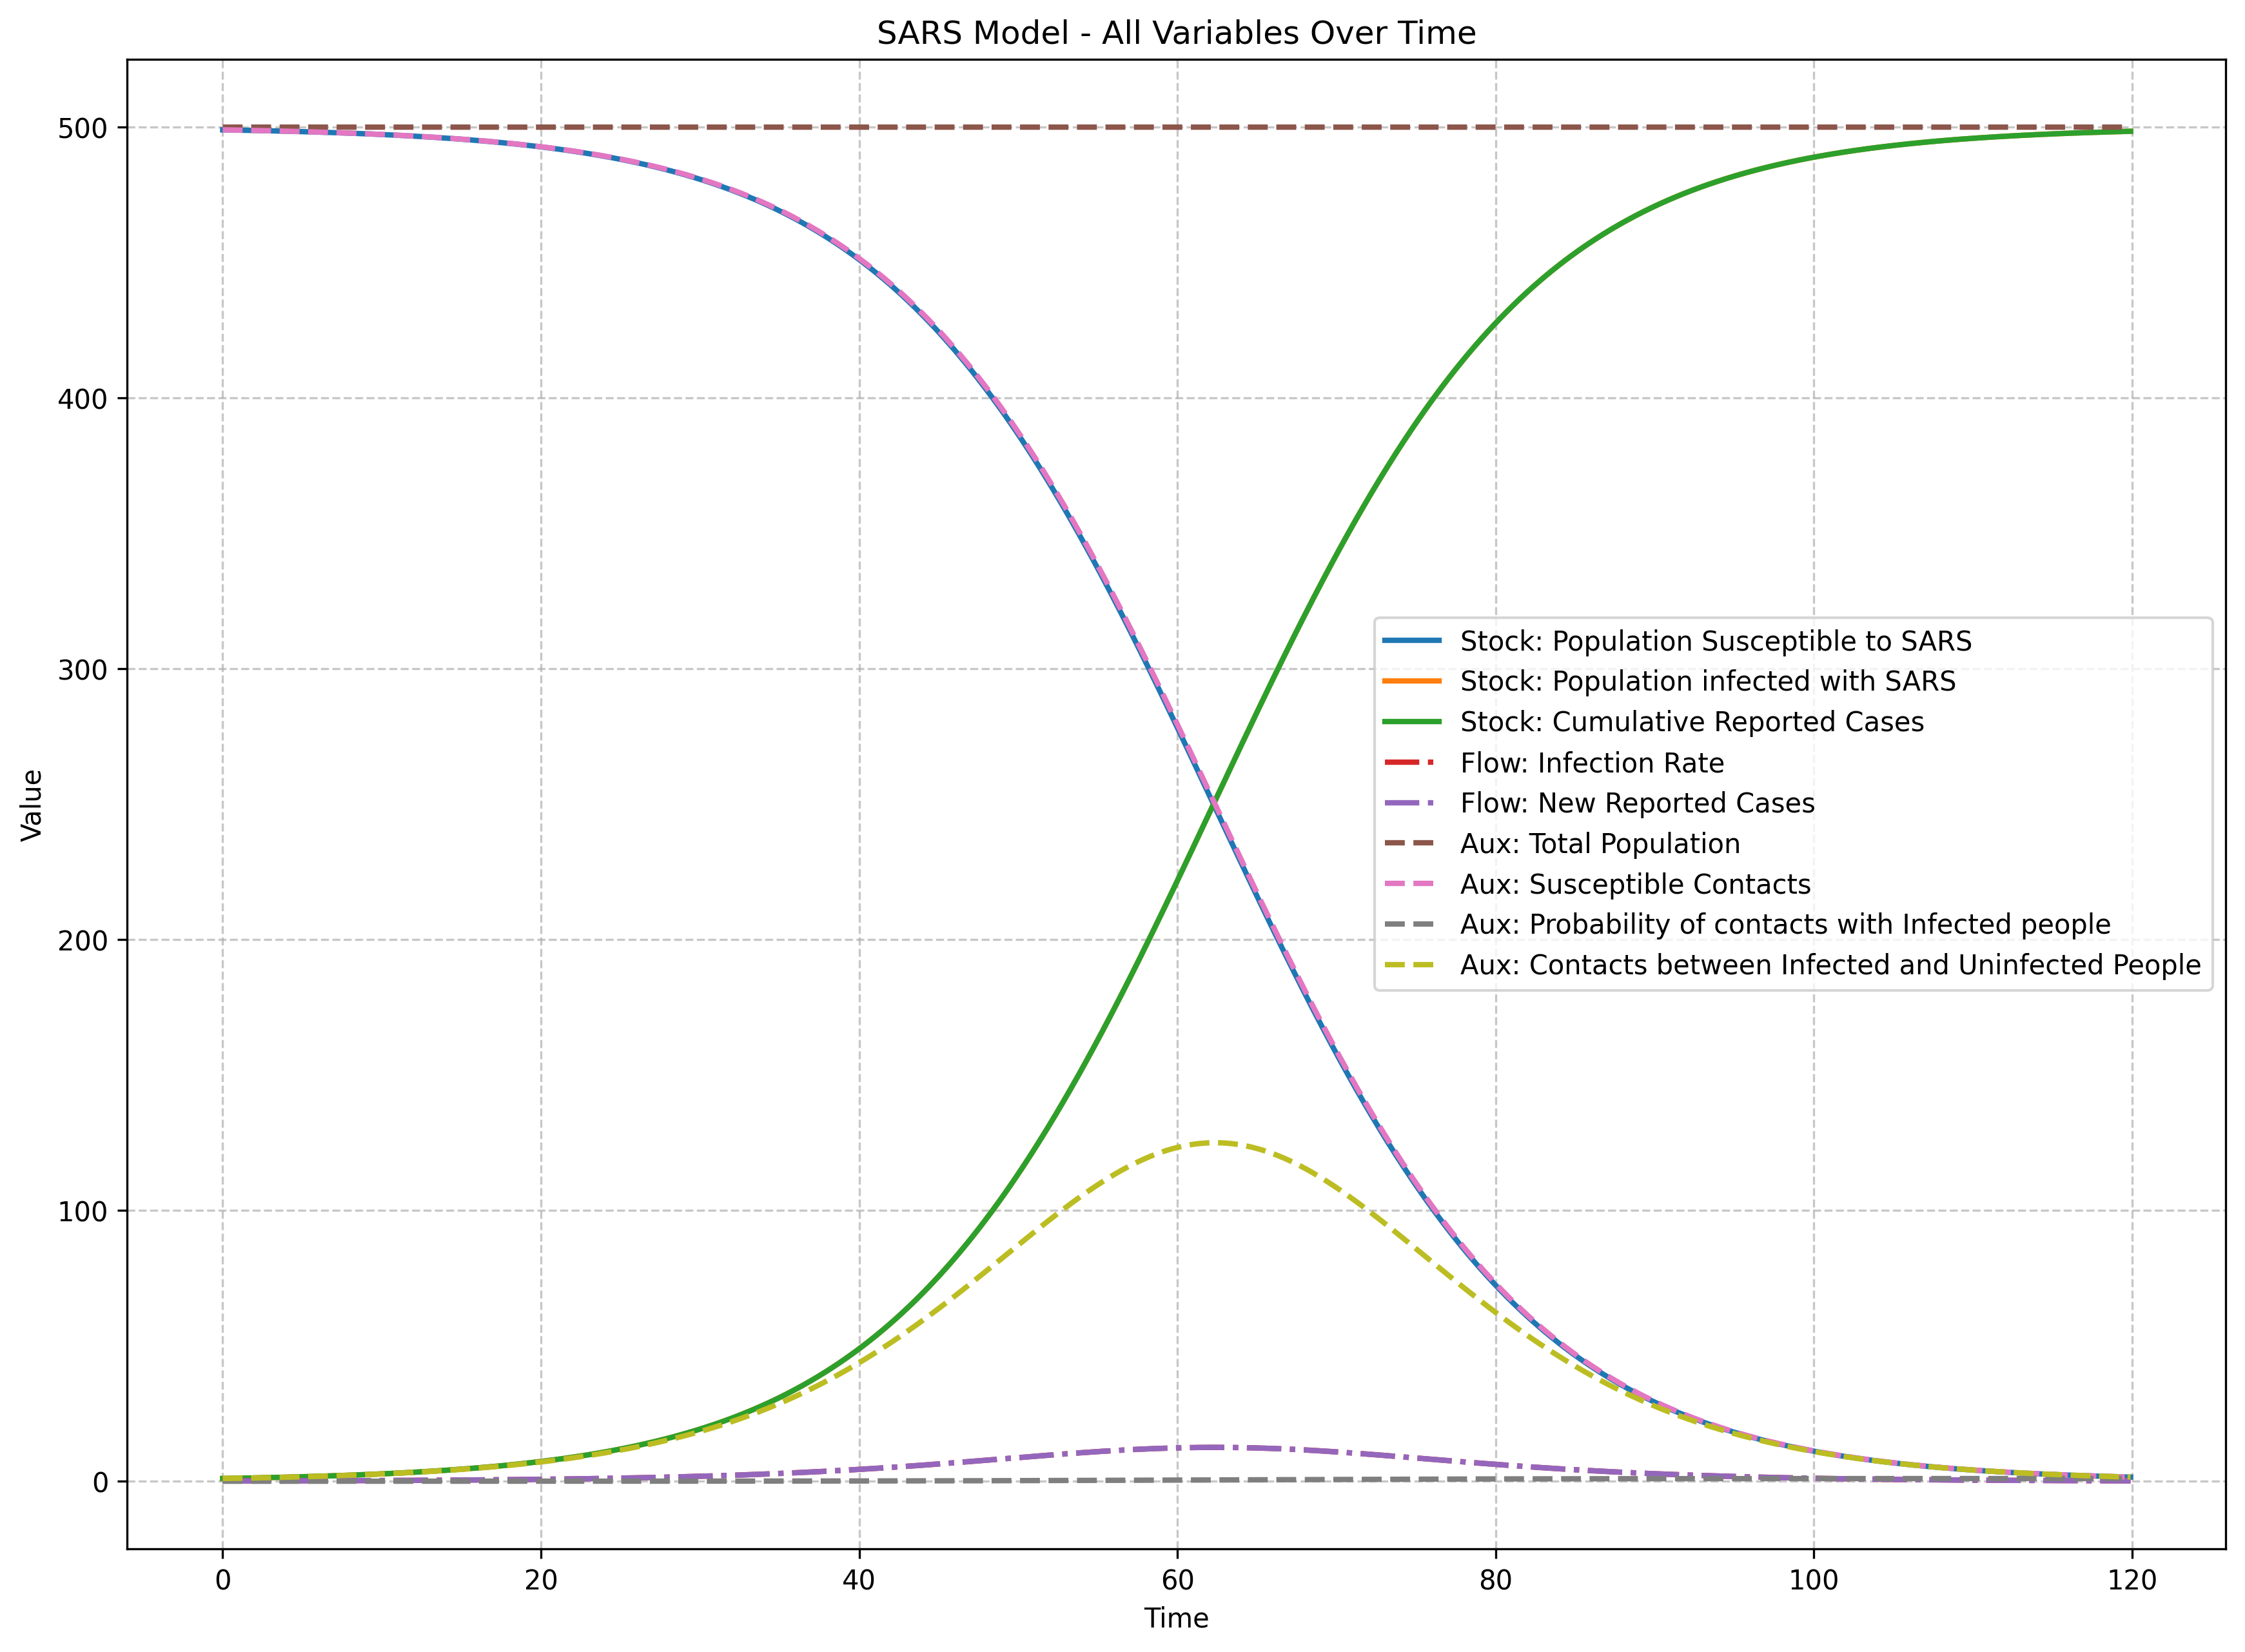 SARS Model - All Variables Over Time
500
400
300
200
100
0
Value
Stock: Population Susceptible to SARS
Stock: Population infected with SARS
Stock: Cumulative Reported Cases
Flow: Infection Rate
Flow: New Reported Cases
Aux: Total Population
Aux: Susceptible Contacts
Aux: Probability of contacts with Infected people
Aux: Contacts between Infected and Uninfected People
0 20 40 60 80 100 120
Time